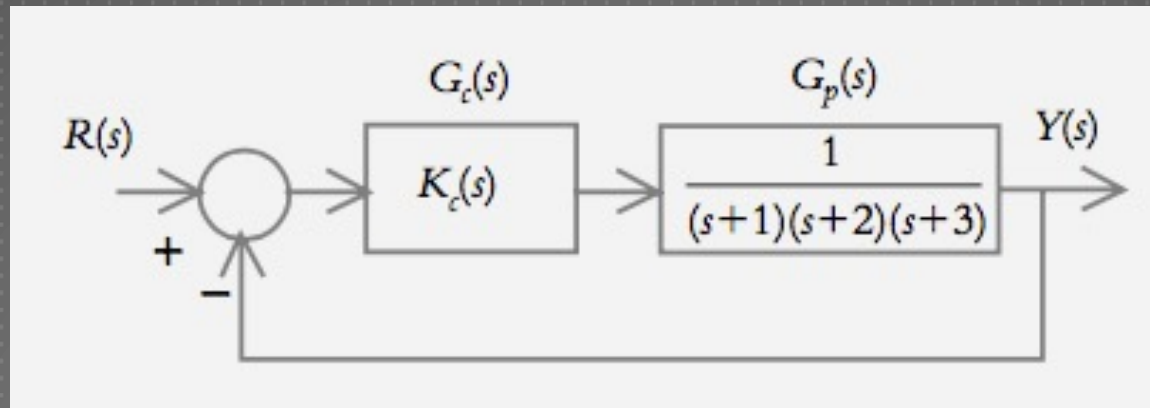 G_c(s)
G_p(s)
R(s)
Y(s)
K_c(s)
1
(s+1)(s+2)(s+3)
+
−